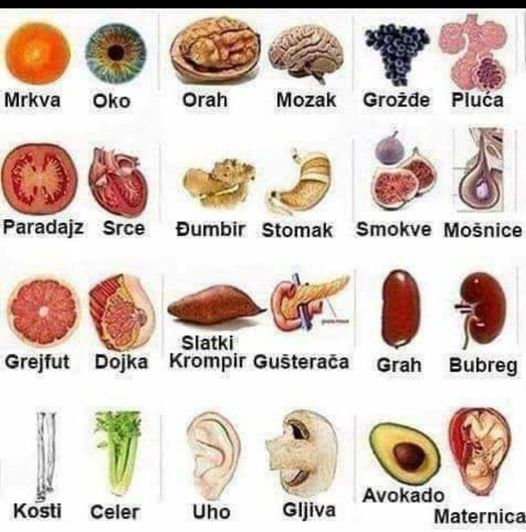 Mrkva Oko Orah Mozak Grožđe Pluća
Paradajz Srce Đumbir Stomak Smokve Mošnice
Grejfut Dojka Slatki Krompir Gušterača Grah Bubreg
Kosti Celer Uho Gljiva Avokado Maternica